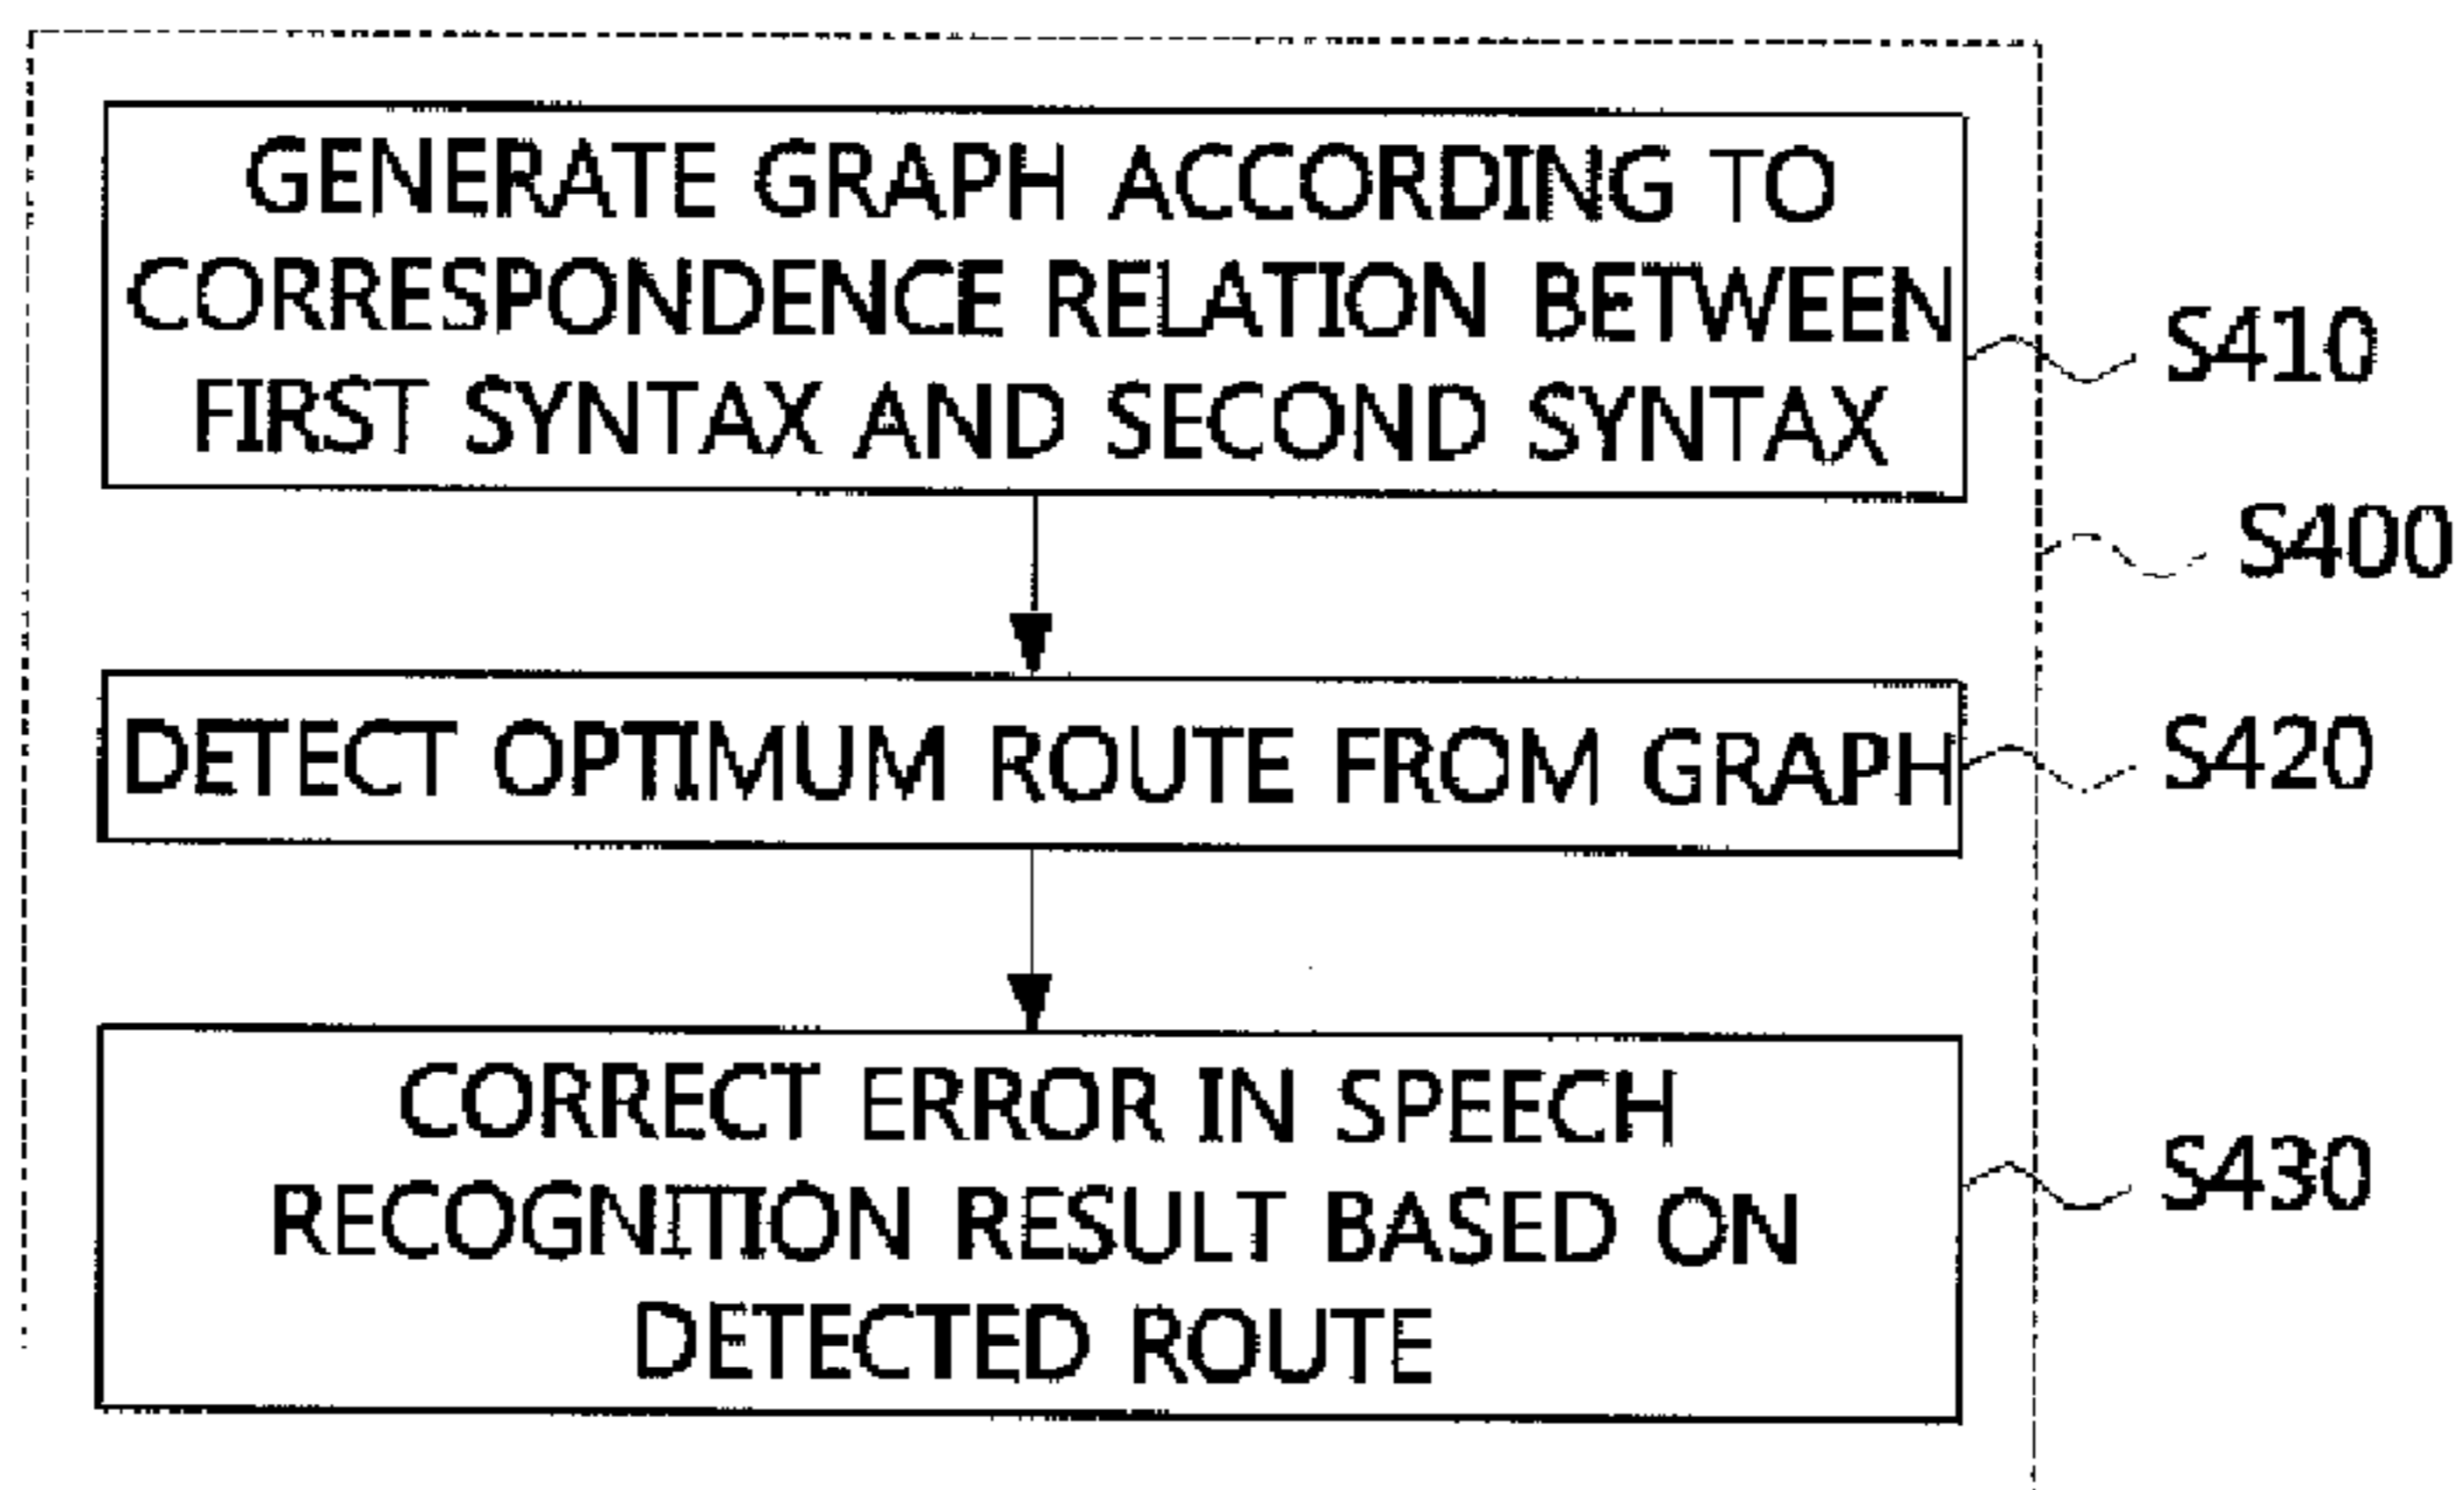 GENERATE GRAPH ACCORDING TO
CORRESPONDENCE RELATION BETWEEN
FIRST SYNTAX AND SECOND SYNTAX
S410
S400
DETECT OPTIMUM ROUTE FROM GRAPH
S420
CORRECT ERROR IN SPEECH
RECOGNITION RESULT BASED ON
DETECTED ROUTE
S430